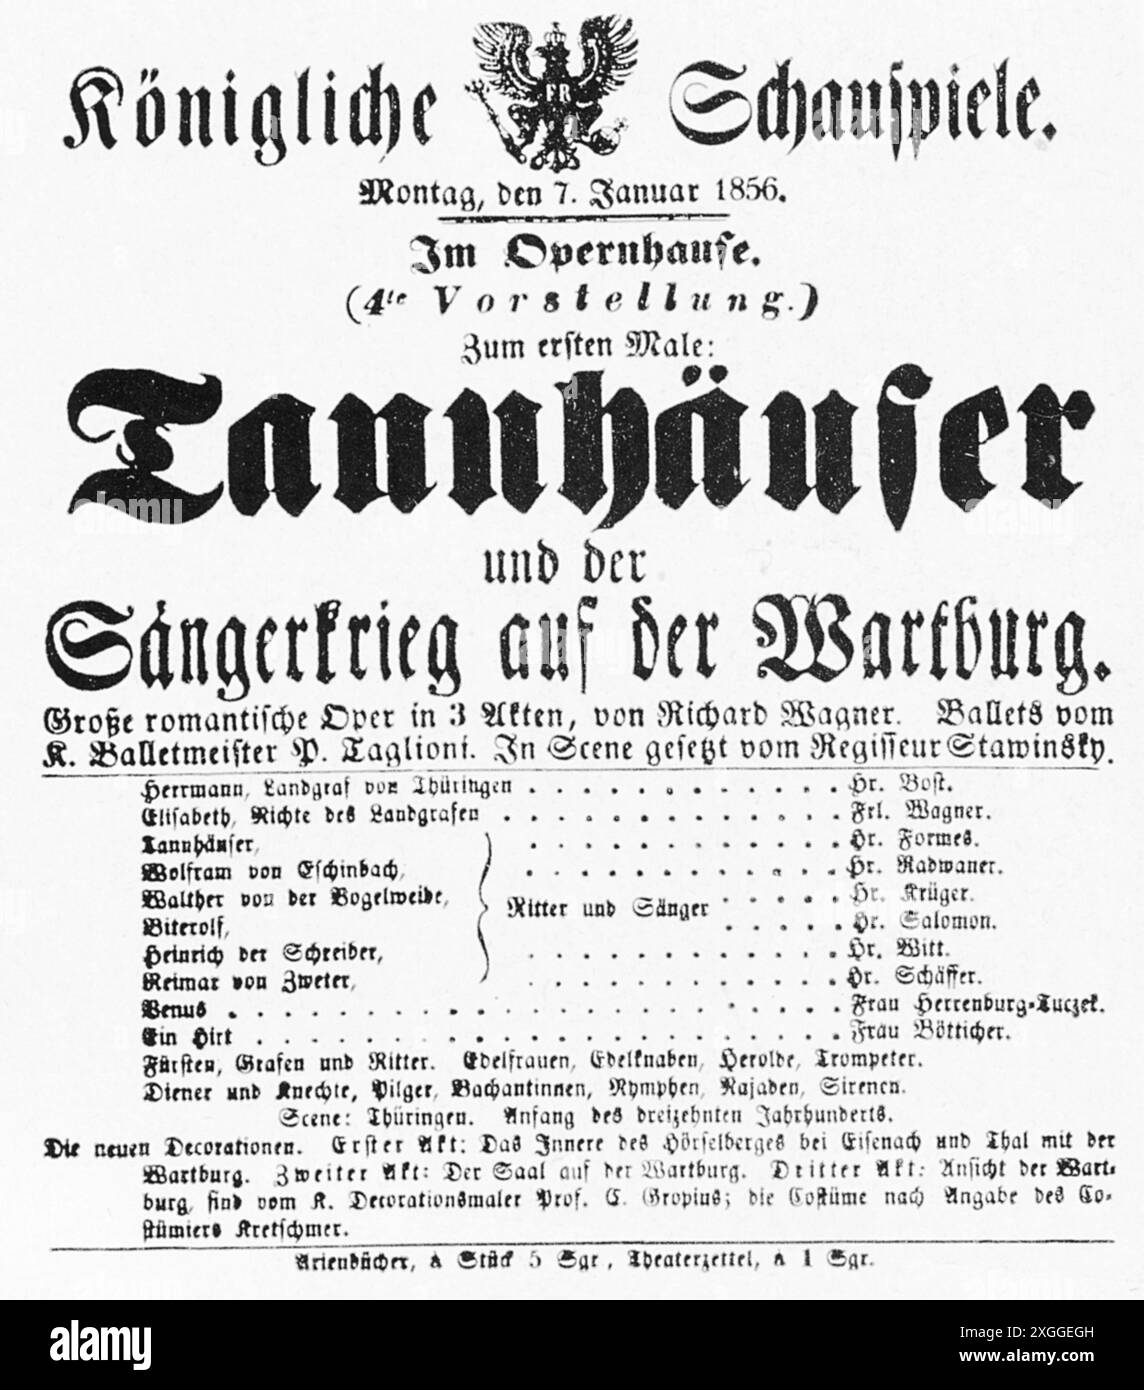 Königliche FR Schauspiele.
Montag, den 7. Januar 1856.
Im Opernhause.
(4te Vorstellung.)
Zum ersten Male:
Tannhäuser
und der
Sängerkrieg auf der Wartburg.
Große romantische Oper in 3 Akten, von Richard Wagner. Ballets vom
K. Balletmeister P. Taglioni. In Scene gesetzt vom Regisseur Stawinsky.
Herrmann, Landgraf von Thüringen . . . . . . . . . . . . Hr. Bost.
Elisabeth, Nichte des Landgrafen . . . . . . . . . . . . . Frl. Wagner.
Tannhäuser, . . . . . . . . . . . . Hr. Formes.
Wolfram von Eschinbach, . . . . . . . . . . . . Hr. Radwaner.
Walther von der Vogelweide, . . . . . Hr. Krüger.
Ritter und Sänger
Biterolf, . . . . . Hr. Salomon.
Heinrich der Schreiber, . . . . . . . . . . . . Hr. Witt.
Reimar von Zweter, . . . . . . . . . . . . Hr. Schäffer.
Venus . . . . . . . . . . . . . . . . . . . . . . Frau Herrenburg-Tuczek.
Ein Hirt . . . . . . . . . . . . . . . . . . . . . Frau Bötticher.
Fürsten, Grafen und Ritter. Edelfrauen, Edelknaben, Herolde, Trompeter.
Diener und Knechte, Pilger, Bachantinnen, Nymphen, Najaden, Sirenen.
Scene: Thüringen. Anfang des dreizehnten Jahrhunderts.
Die neuen Decorationen. Erster Akt: Das Innere des Hörselberges bei Eisenach und Thal mit der
Wartburg. Zweiter Akt: Der Saal auf der Wartburg. Dritter Akt: Ansicht der Wart-
burg, sind vom K. Decorationsmaler Prof. C. Gropius; die Costüme nach Angabe des Co-
stümiers Kretschmer.
Arienbücher, à Stück 5 Sgr., Theaterzettel, à 1 Sgr.
alamy
Image ID: 2XGGEGH
www.alamy.com